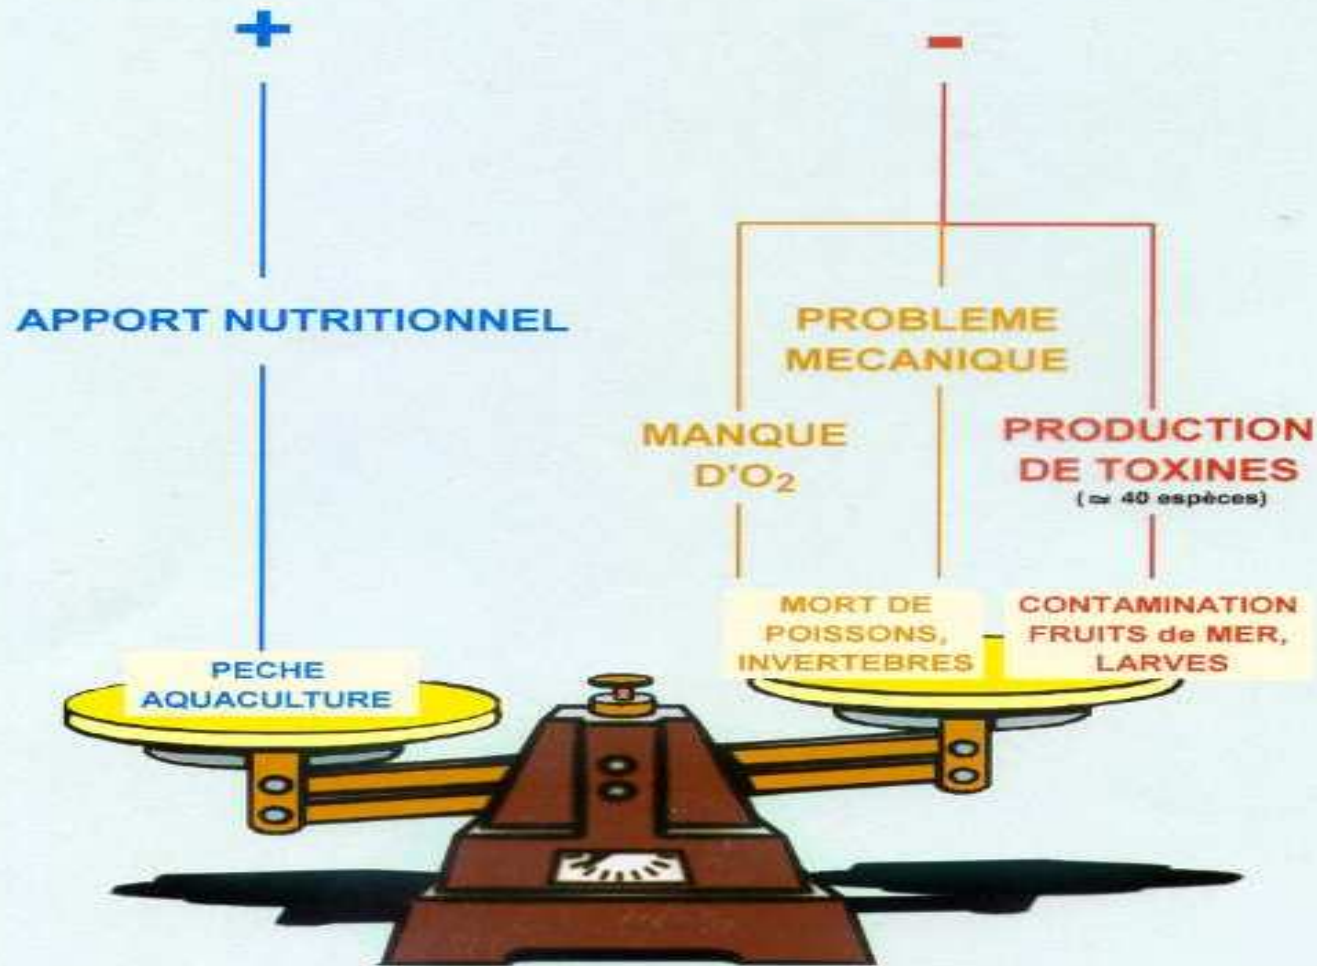 +
-
APPORT NUTRITIONNEL
PROBLEME
MECANIQUE
MANQUE
D'O₂
PRODUCTION
DE TOXINES
(≃ 40 espèces)
MORT DE
POISSONS,
INVERTEBRES
CONTAMINATION
FRUITS de MER,
LARVES
PECHE
AQUACULTURE